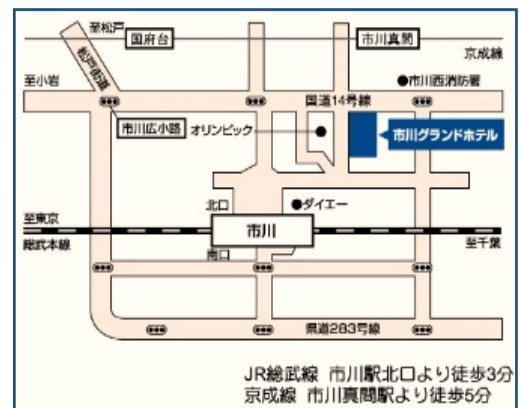 至松戸
国府台
市川真間
京成線
松戸街道
至小岩
●市川西消防署
国道14号線
市川広小路
オリンピック
市川グランドホテル
北口
●ダイエー
至東京
市川
総武本線
至千葉
南口
県道283号線
JR総武線 市川駅北口より徒歩3分
京成線 市川真間駅より徒歩5分